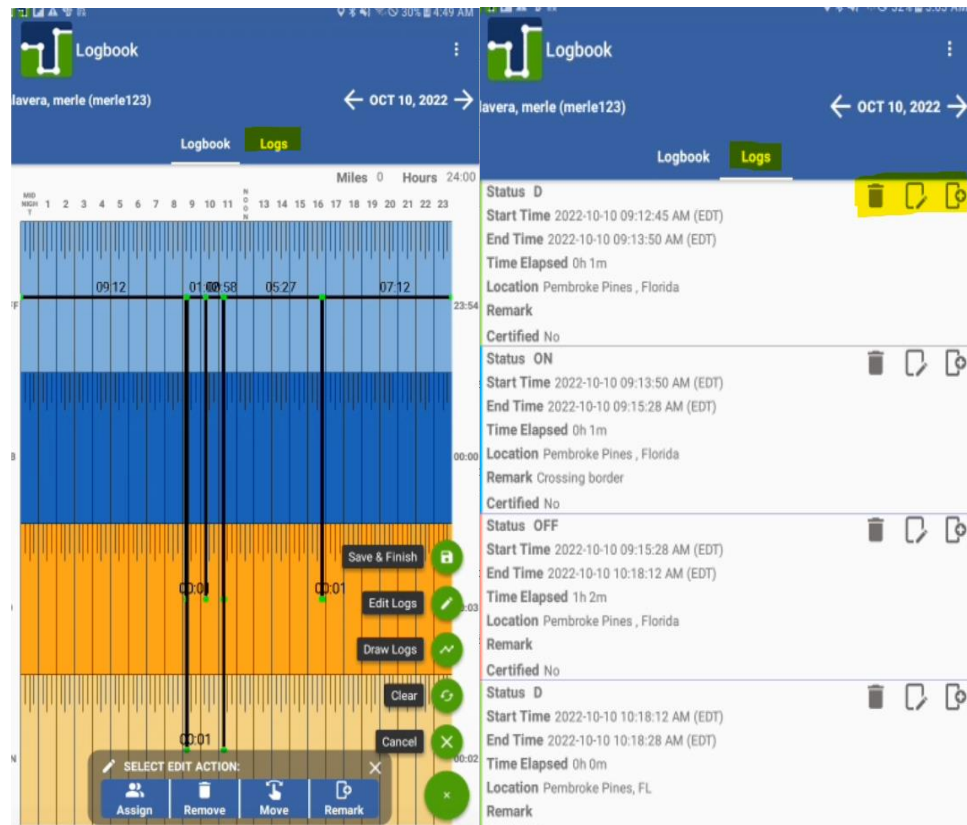 30% 4:49 AM
Logbook
lavera, merle (merle123)
OCT 10, 2022
Logbook Logs
Miles 0 Hours 24:00
MID
NIGH
T
1 2 3 4 5 6 7 8 9 10 11
N
O
O
N
13 14 15 16 17 18 19 20 21 22 23
09:12 05:27 07:12
23:54
00:00
00:01 00:01
00:01
00:02
Save & Finish
Edit Logs
Draw Logs
Clear
Cancel
SELECT EDIT ACTION:
Assign Remove Move Remark
Logbook
lavera, merle (merle123)
OCT 10, 2022
Logbook Logs
Status D
Start Time 2022-10-10 09:12:45 AM (EDT)
End Time 2022-10-10 09:13:50 AM (EDT)
Time Elapsed 0h 1m
Location Pembroke Pines , Florida
Remark
Certified No
Status ON
Start Time 2022-10-10 09:13:50 AM (EDT)
End Time 2022-10-10 09:15:28 AM (EDT)
Time Elapsed 0h 1m
Location Pembroke Pines , Florida
Remark Crossing border
Certified No
Status OFF
Start Time 2022-10-10 09:15:28 AM (EDT)
End Time 2022-10-10 10:18:12 AM (EDT)
Time Elapsed 1h 2m
Location Pembroke Pines , Florida
Remark
Certified No
Status D
Start Time 2022-10-10 10:18:12 AM (EDT)
End Time 2022-10-10 10:18:28 AM (EDT)
Time Elapsed 0h 0m
Location Pembroke Pines, FL
Remark